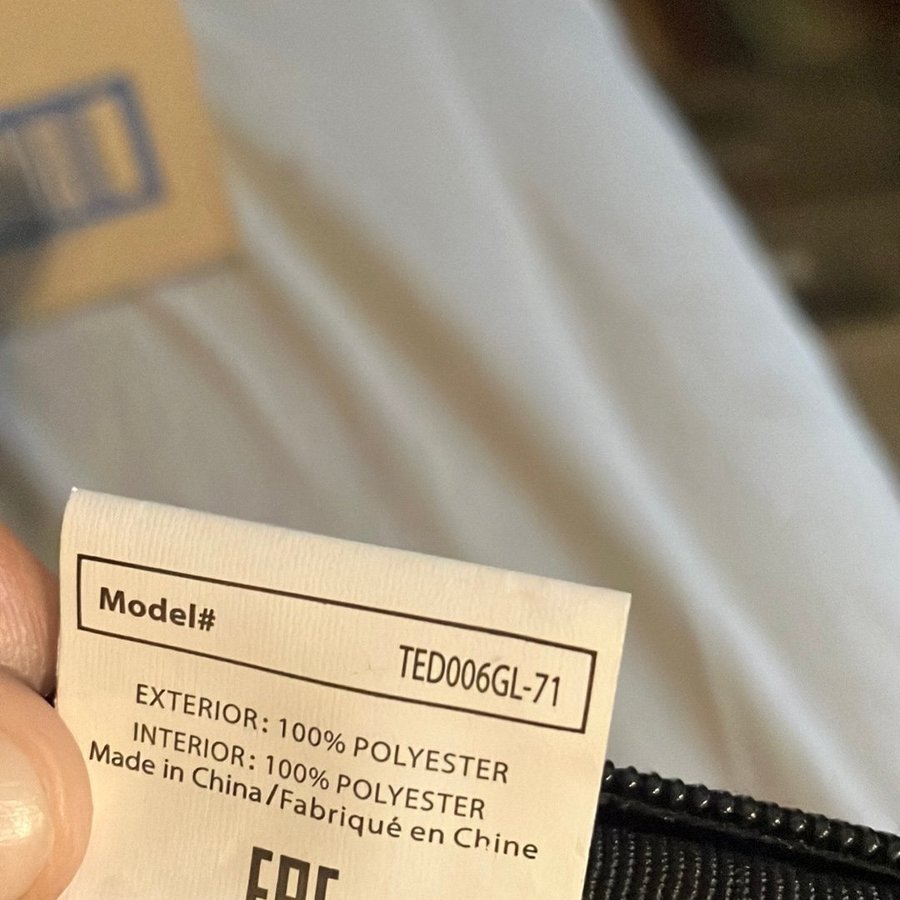 Model#
TED006GL-71
EXTERIOR: 100% POLYESTER
INTERIOR: 100% POLYESTER
Made in China/Fabriqué en Chine